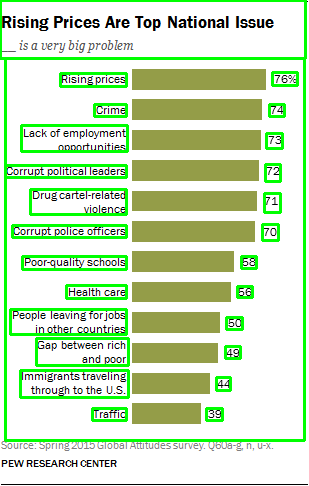 Rising Prices Are Top National Issue
__ is a very big problem
Rising prices 76%
Crime 74
Lack of employment
opportunities 73
Corrupt political leaders 72
Drug cartel-related
violence 71
Corrupt police officers 70
Poor-quality schools 58
Health care 56
People leaving for jobs
in other countries 50
Gap between rich
and poor 49
Immigrants traveling
through to the U.S. 44
Traffic 39
Source: Spring 2015 Global Attitudes survey. Q60a-g, n, u-x.
PEW RESEARCH CENTER